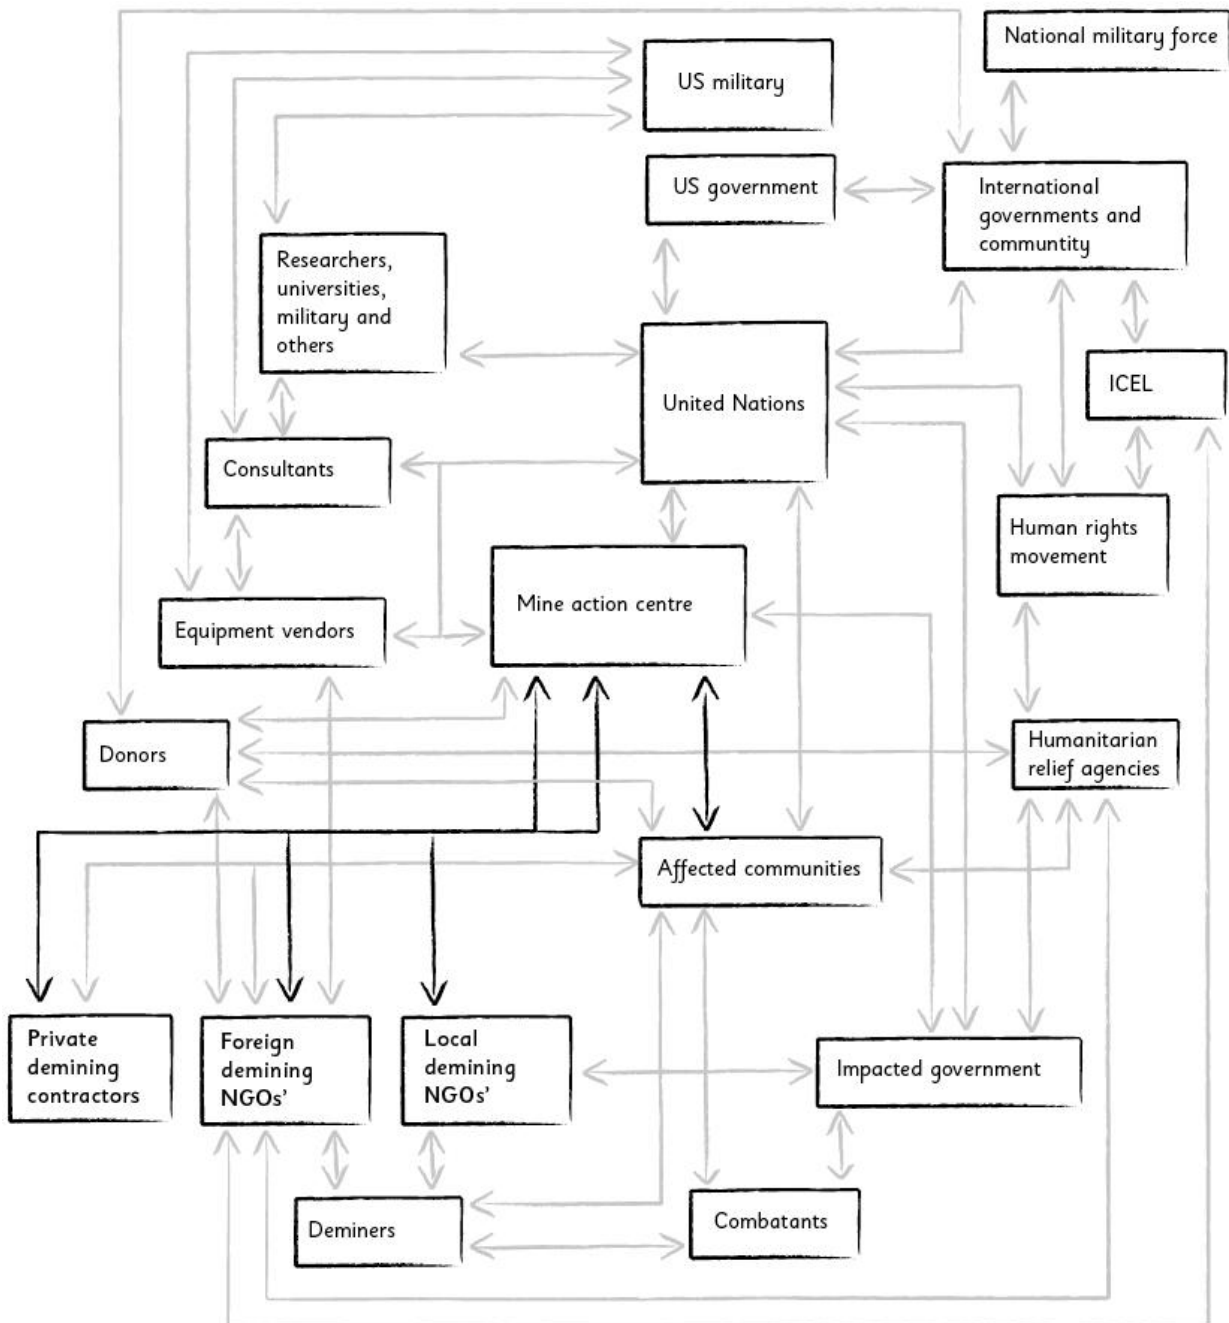 National military force
US military
US government
International
governments and
communtity
Researchers,
universities,
military and
others
United Nations
ICEL
Consultants
Human rights
movement
Mine action centre
Equipment vendors
Donors
Humanitarian
relief agencies
Affected communities
Private
demining
contractors
Foreign
demining
NGOs'
Local
demining
NGOs'
Impacted government
Deminers
Combatants